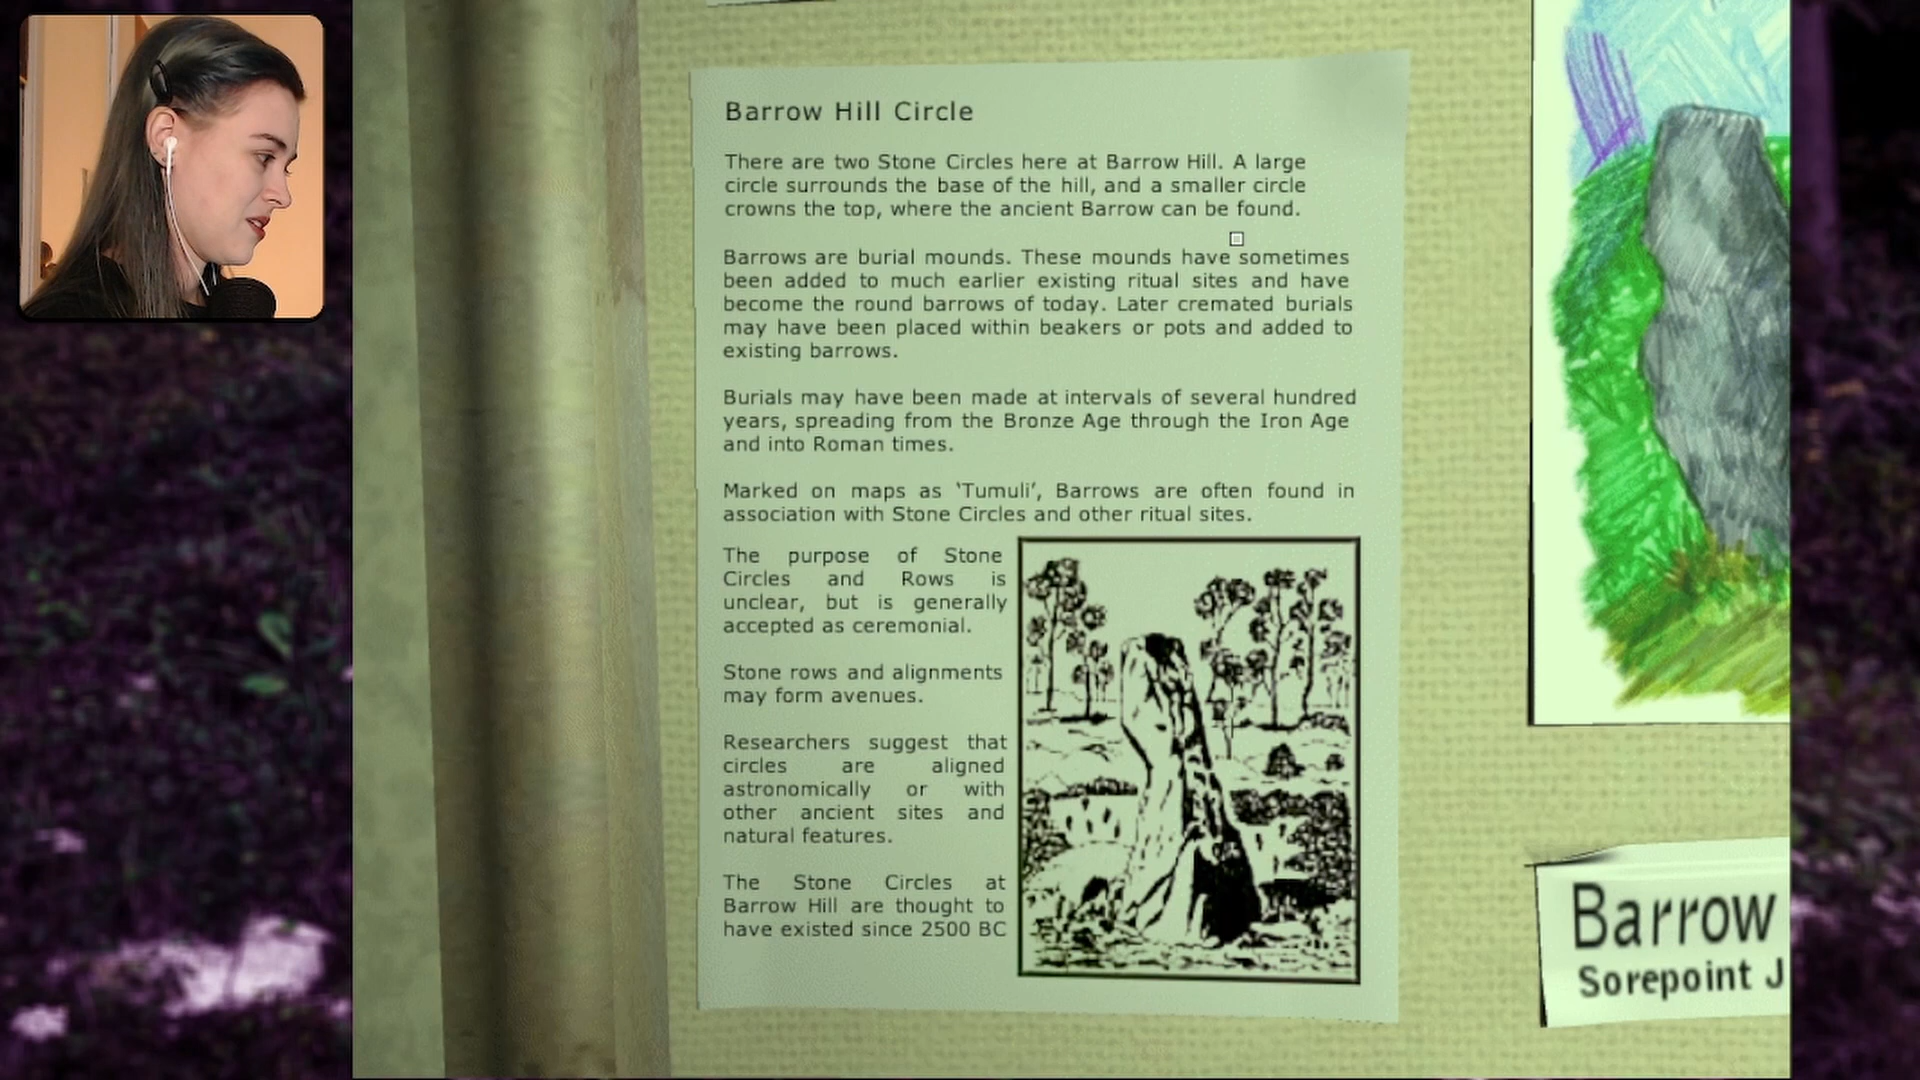 Barrow Hill Circle
There are two Stone Circles here at Barrow Hill. A large
circle surrounds the base of the hill, and a smaller circle
crowns the top, where the ancient Barrow can be found.
Barrows are burial mounds. These mounds have sometimes
been added to much earlier existing ritual sites and have
become the round barrows of today. Later cremated burials
may have been placed within beakers or pots and added to
existing barrows.
Burials may have been made at intervals of several hundred
years, spreading from the Bronze Age through the Iron Age
and into Roman times.
Marked on maps as ‘Tumuli’, Barrows are often found in
association with Stone Circles and other ritual sites.
The purpose of Stone
Circles and Rows is
unclear, but is generally
accepted as ceremonial.
Stone rows and alignments
may form avenues.
Researchers suggest that
circles are aligned
astronomically or with
other ancient sites and
natural features.
The Stone Circles at
Barrow Hill are thought to
have existed since 2500 BC
Barrow
Sorepoint J